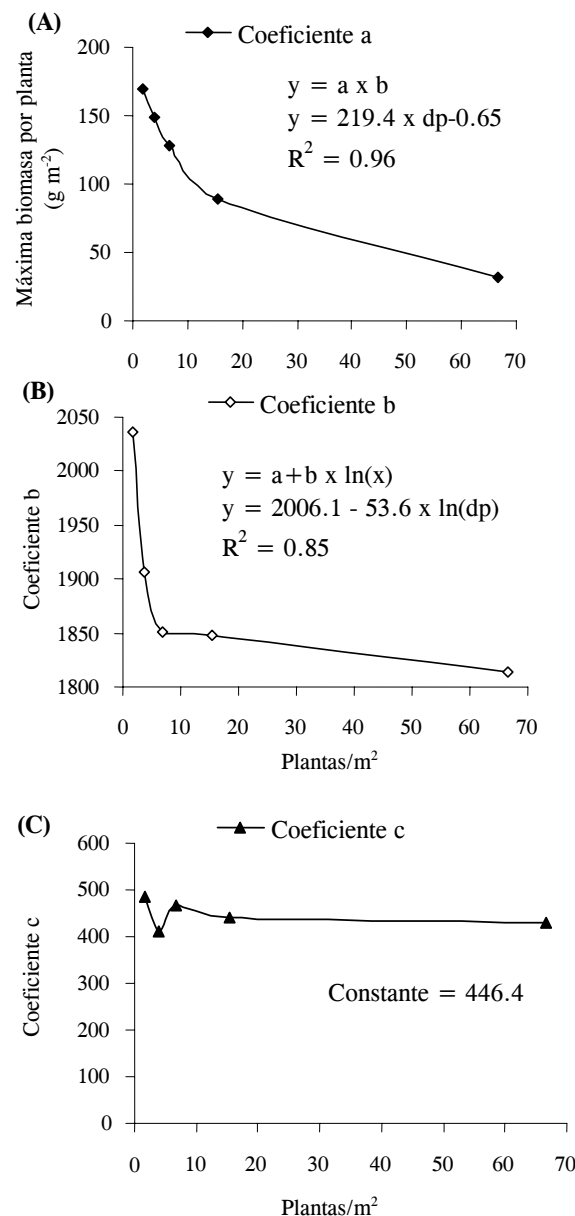 (A)
Coeficiente a
200
150
100
50
0
Máxima biomasa por planta
(g m-2)
y = a x b
y = 219.4 x dp-0.65
R2 = 0.96
0 10 20 30 40 50 60 70
(B)
Coeficiente b
2050
2000
1950
1900
1850
1800
Coeficiente b
y = a+b x ln(x)
y = 2006.1 - 53.6 x ln(dp)
R2 = 0.85
0 10 20 30 40 50 60 70
Plantas/m2
(C)
Coeficiente c
600
500
400
300
200
100
0
Coeficiente c
Constante = 446.4
0 10 20 30 40 50 60 70
Plantas/m2